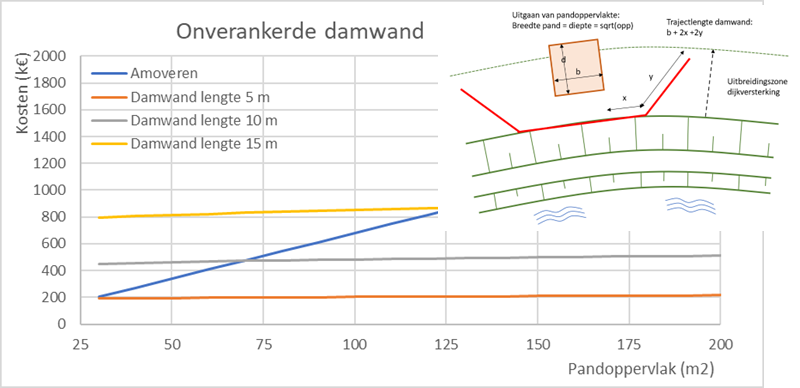 Onverankerde damwand
Kosten (k€)
2000
1800
1600
1400
1200
1000
800
600
400
200
0
Amoveren
Damwand lengte 5 m
Damwand lengte 10 m
Damwand lengte 15 m
25
50
75
100
125
150
175
200
Pandoppervlak (m2)
Uitgaan van pandoppervlakte:
Breedte pand = diepte = sqrt(opp)
Trajectlengte damwand:
b + 2x +2y
d
b
x
y
Uitbreidingszone
dijkversterking